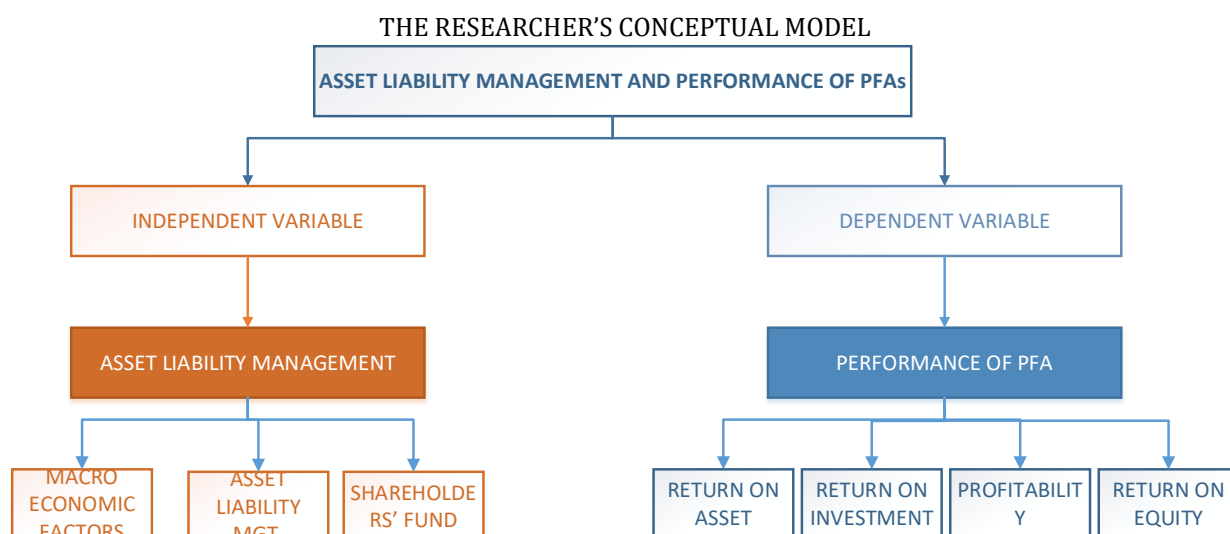 THE RESEARCHER’S CONCEPTUAL MODEL
ASSET LIABILITY MANAGEMENT AND PERFORMANCE OF PFAs
INDEPENDENT VARIABLE
DEPENDENT VARIABLE
ASSET LIABILITY MANAGEMENT
PERFORMANCE OF PFA
MACRO
ECONOMIC
FACTORS
ASSET
LIABILITY
MGT
SHAREHOLDE
RS’ FUND
RETURN ON
ASSET
RETURN ON
INVESTMENT
PROFITABILIT
Y
RETURN ON
EQUITY